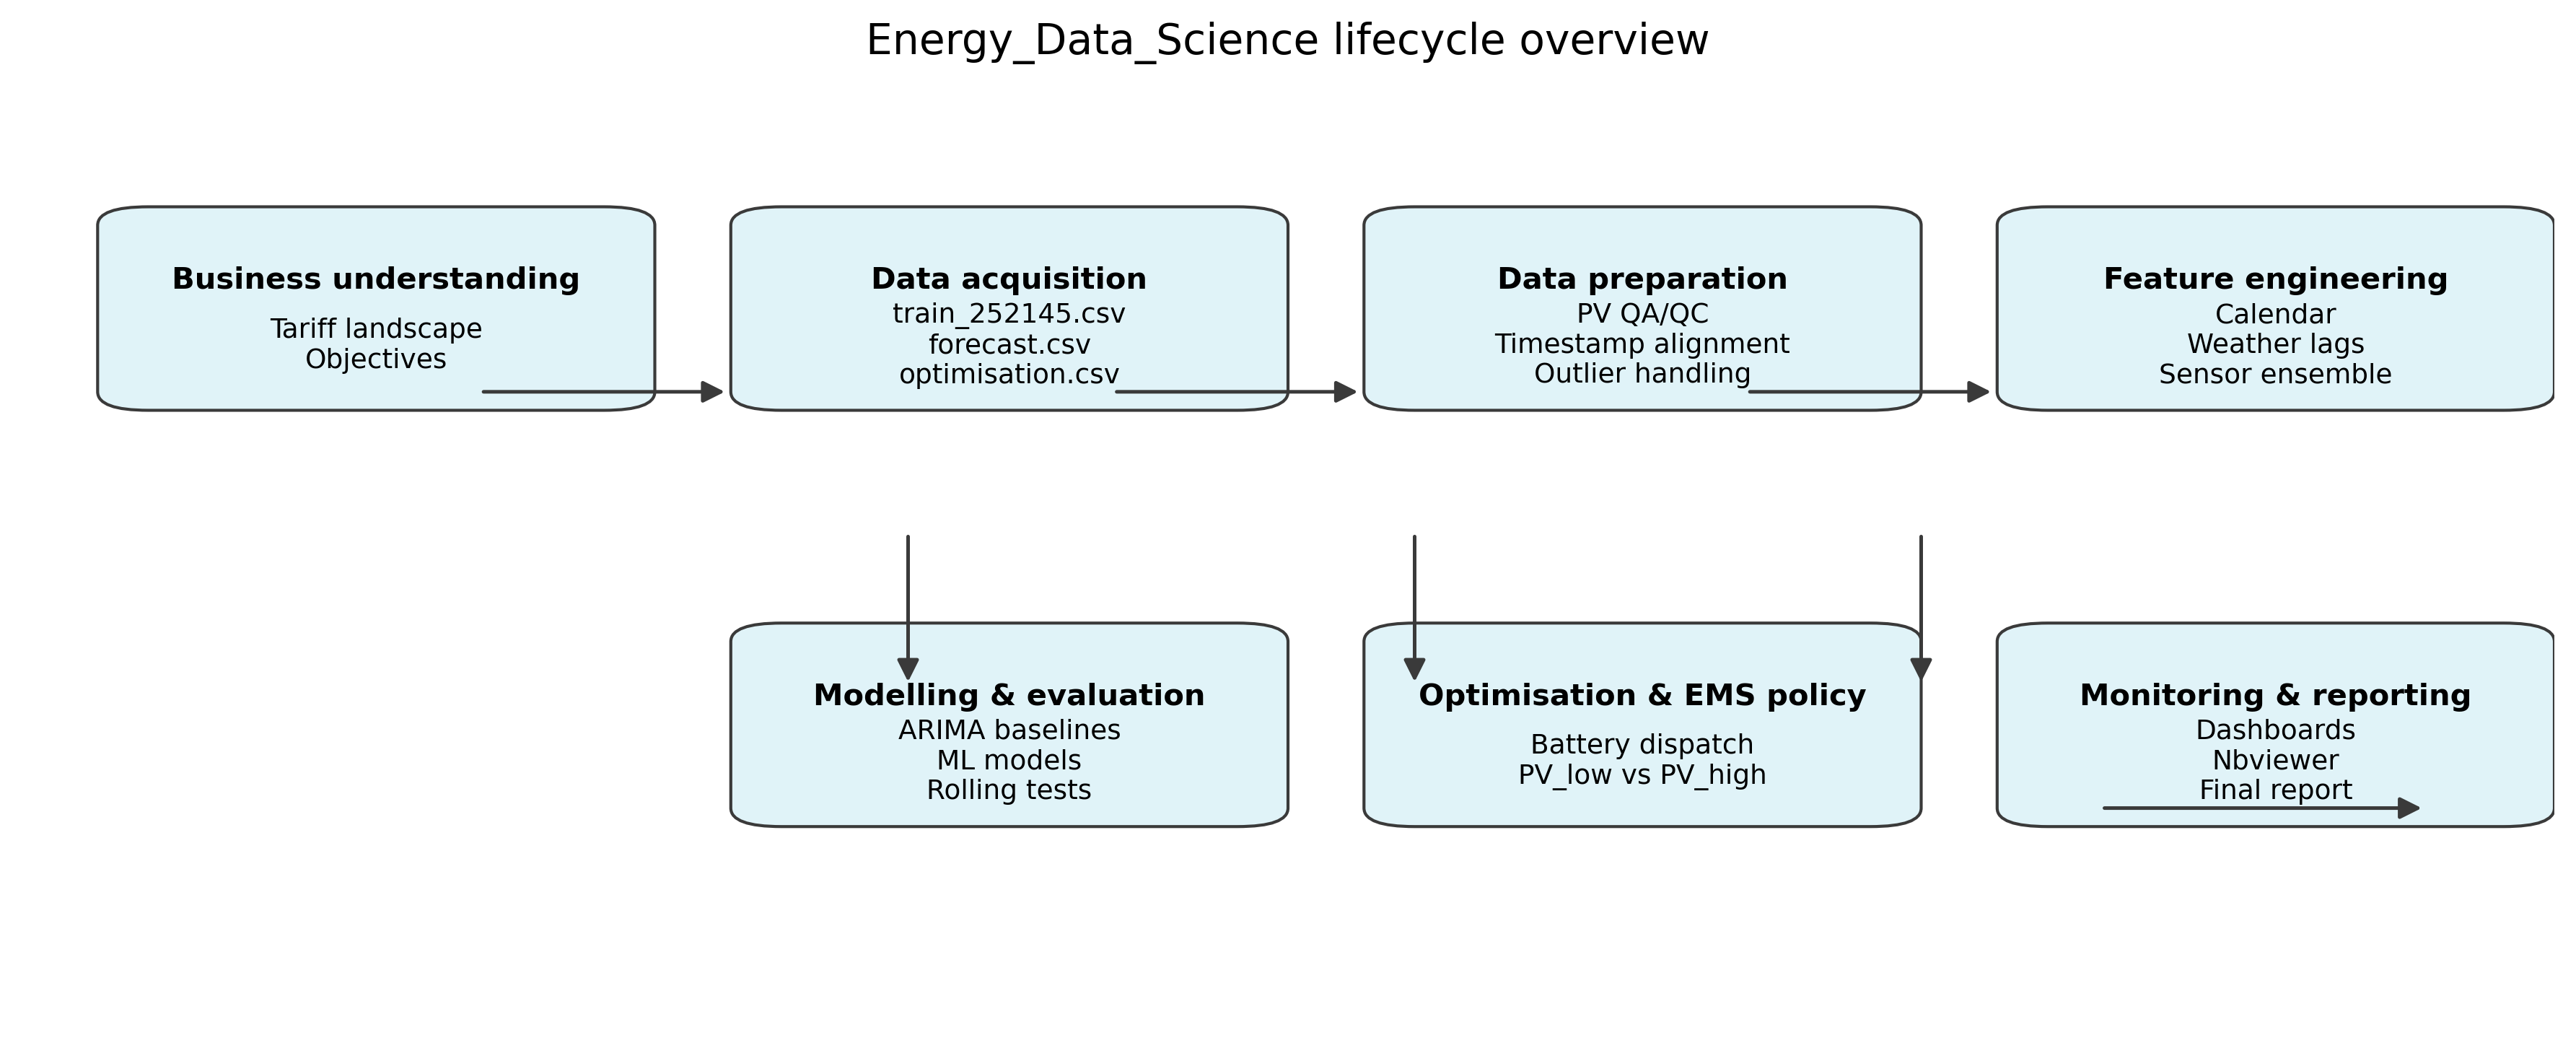 Energy_Data_Science lifecycle overview
Business understanding
Tariff landscape
Objectives
Data acquisition
train_252145.csv
forecast.csv
optimisation.csv
Data preparation
PV QA/QC
Timestamp alignment
Outlier handling
Feature engineering
Calendar
Weather lags
Sensor ensemble
Modelling & evaluation
ARIMA baselines
ML models
Rolling tests
Optimisation & EMS policy
Battery dispatch
PV_low vs PV_high
Monitoring & reporting
Dashboards
Nbviewer
Final report